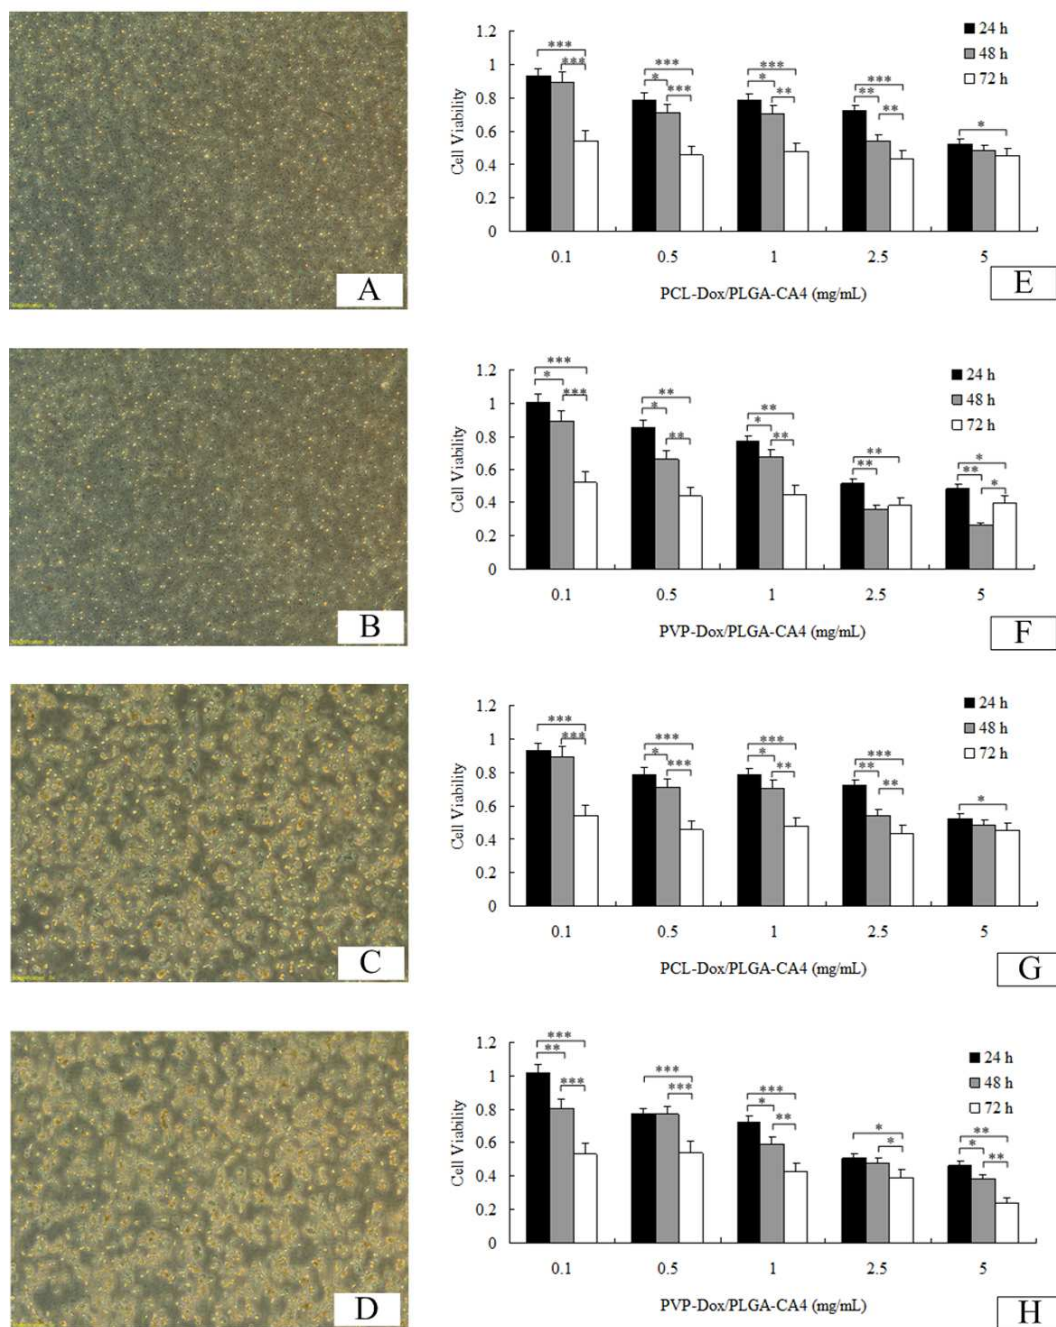 A
1.2
1
0.8
0.6
0.4
0.2
0
Cell Viability
24 h
48 h
72 h
***
***
***
*
***
***
*
**
***
**
**
*
0.1 0.5 1 2.5 5
PCL-Dox/PLGA-CA4 (mg/mL)
E
B
1.2
1
0.8
0.6
0.4
0.2
0
Cell Viability
24 h
48 h
72 h
***
*
***
**
*
**
**
*
**
**
**
*
**
*
0.1 0.5 1 2.5 5
PVP-Dox/PLGA-CA4 (mg/mL)
F
C
1.2
1
0.8
0.6
0.4
0.2
0
Cell Viability
24 h
48 h
72 h
***
***
***
*
***
***
*
**
***
**
**
*
0.1 0.5 1 2.5 5
PCL-Dox/PLGA-CA4 (mg/mL)
G
D
1.2
1
0.8
0.6
0.4
0.2
0
Cell Viability
24 h
48 h
72 h
***
**
***
***
***
***
*
**
*
*
**
*
**
0.1 0.5 1 2.5 5
PVP-Dox/PLGA-CA4 (mg/mL)
H